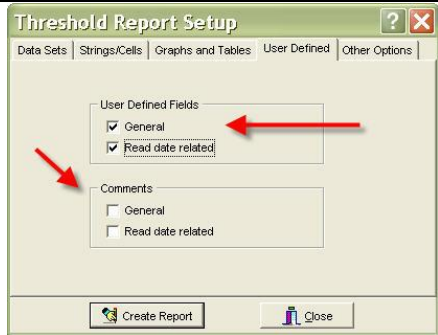 Threshold Report Setup
Data Sets Strings/Cells Graphs and Tables User Defined Other Options
User Defined Fields
General
Read date related
Comments
General
Read date related
Create Report Close